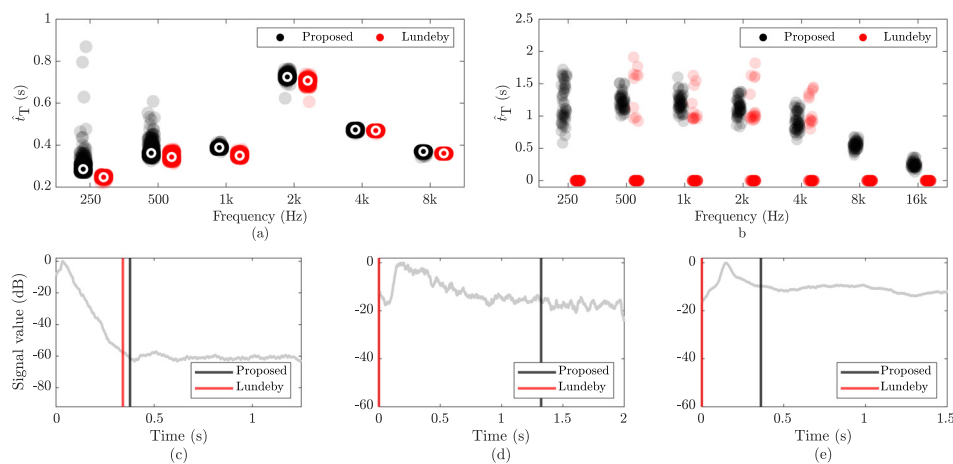 1
0.8
0.6
0.4
0.2
t̂T (s)
Proposed Lundeby
250 500 1k 2k 4k 8k
Frequency (Hz)
(a)
2.5
2
1.5
1
0.5
0
t̂T (s)
Proposed Lundeby
250 500 1k 2k 4k 8k 16k
Frequency (Hz)
b
0
-20
-40
-60
-80
Signal value (dB)
Proposed
Lundeby
0 0.5 1
Time (s)
(c)
0
-20
-40
-60
Proposed
Lundeby
0 0.5 1 1.5 2
Time (s)
(d)
0
-20
-40
-60
Proposed
Lundeby
0 0.5 1 1.5
Time (s)
(e)